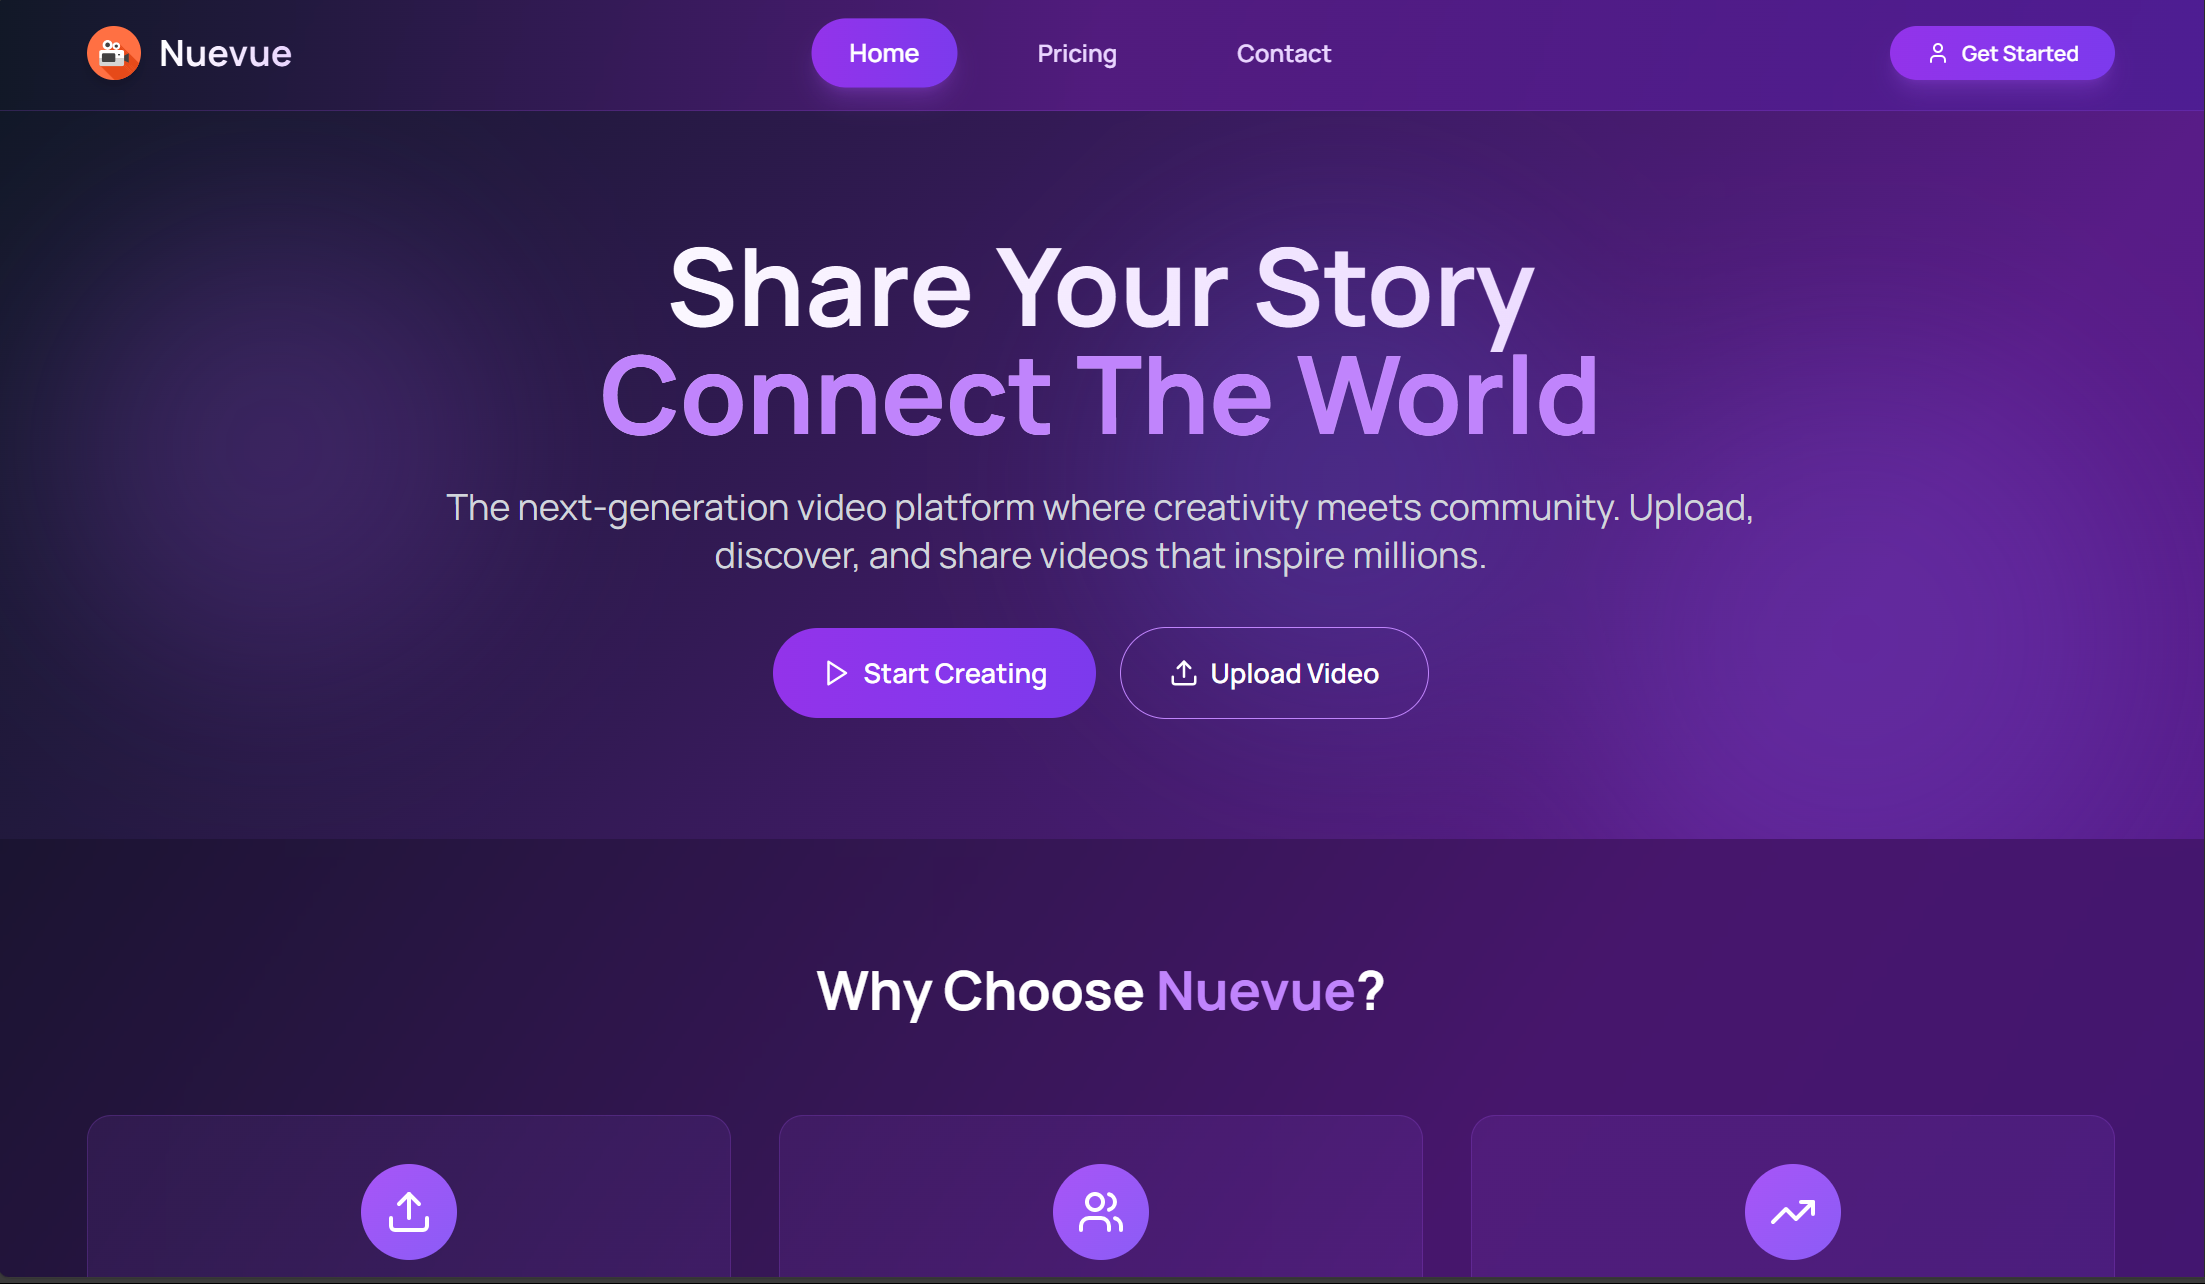 Nuevue
Home
Pricing
Contact
Get Started
Share Your Story
Connect The World
The next-generation video platform where creativity meets community. Upload,
discover, and share videos that inspire millions.
Start Creating
Upload Video
Why Choose Nuevue?